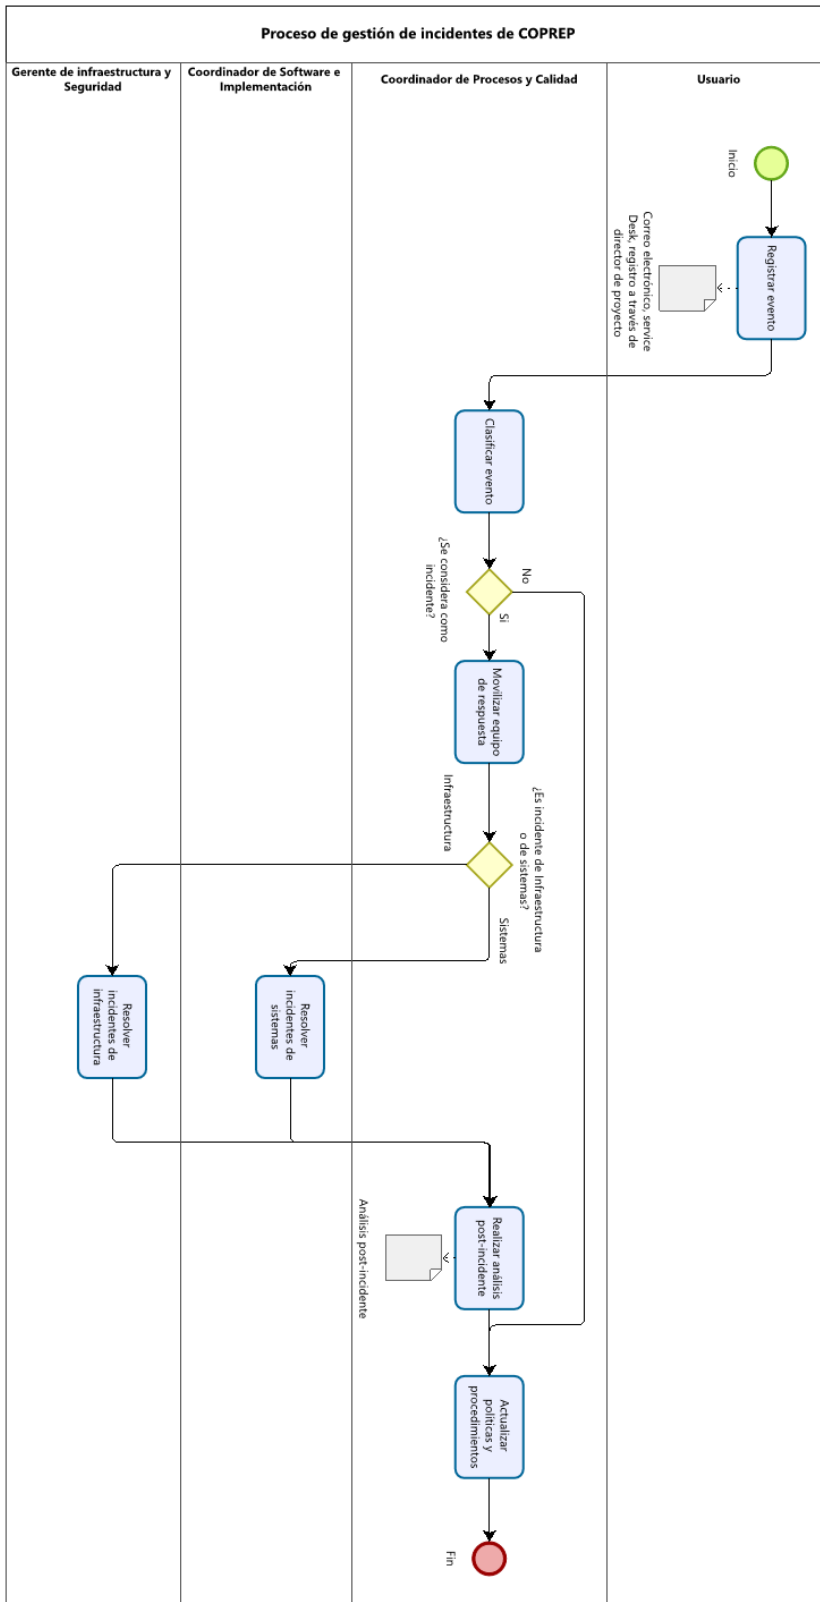 Proceso de gestión de incidentes de COPREP
Gerente de infraestructura y
Seguridad
Coordinador de Software e
Implementación
Coordinador de Procesos y Calidad
Usuario
Inicio
Registrar evento
Correo electrónico, service
Desk, registro a través de
director de proyecto
Clasificar evento
¿Se considera como
incidente?
No
Si
Movilizar equipo
de respuesta
¿Es incidente de Infraestructura
o de sistemas?
Infraestructura
Sistemas
Resolver
incidentes de
infraestructura
Resolver
incidentes de
sistemas
Realizar análisis
post-incidente
Análisis post-incidente
Actualizar
políticas y
procedimientos
Fin